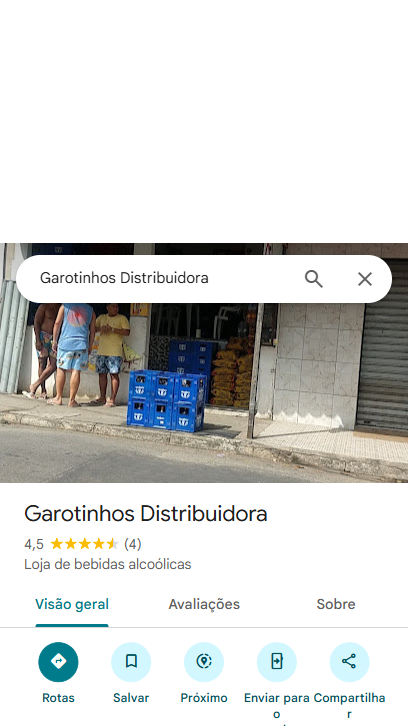 Garotinhos Distribuidora
Garotinhos Distribuidora
4,5 (4)
Loja de bebidas alcoólicas
Visão geral Avaliações Sobre
Rotas Salvar Próximo Enviar para o Compartilhar